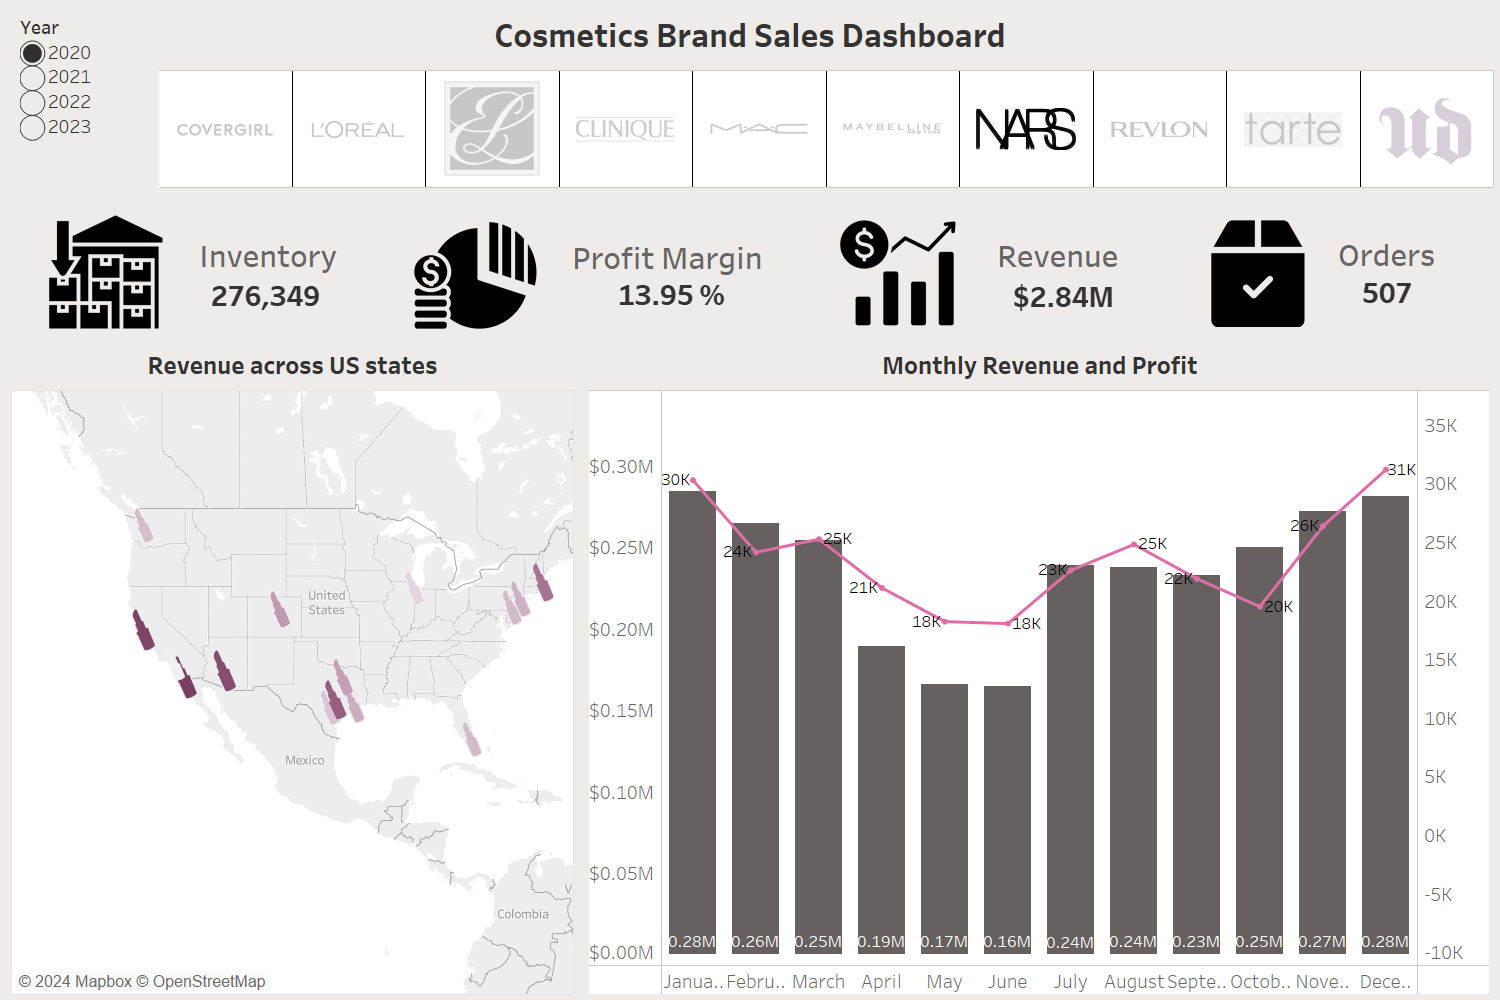 Year
2020
2021
2022
2023
Cosmetics Brand Sales Dashboard
COVERGIRL
L'ORÉAL
CLINIQUE
MAC
MAYBELLINE
NARS
REVLON
tarte
ud
Inventory
276,349
Profit Margin
13.95 %
Revenue
$2.84M
Orders
507
Revenue across US states
United
States
Mexico
Colombia
V
© 2024 Mapbox © OpenStreetMap
Monthly Revenue and Profit
$0.30M
$0.25M
$0.20M
$0.15M
$0.10M
$0.05M
$0.00M
30K
24K
25K
21K
18K
18K
23K
25K
22K
20K
26K
31K
0.28M
0.26M
0.25M
0.19M
0.17M
0.16M
0.24M
0.24M
0.23M
0.25M
0.27M
0.28M
35K
30K
25K
20K
15K
10K
5K
0K
-5K
-10K
Janua..
Febru..
March
April
May
June
July
August
Septe..
Octob..
Nove..
Dece..